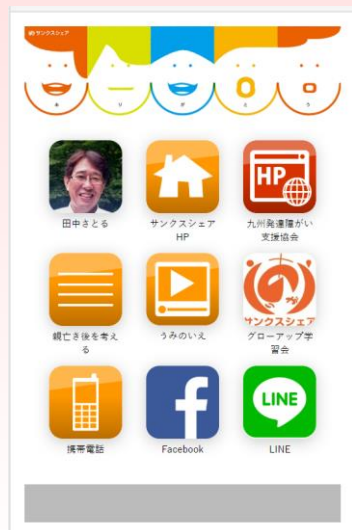 サンクスシェア
あ り が と う
田中さとる
サンクスシェア
HP
HP
九州発達障がい
支援協会
親亡き後を考え
る
うみのいえ
サンクスシェア
グローアップ学
習会
携帯電話
Facebook
LINE
LINE